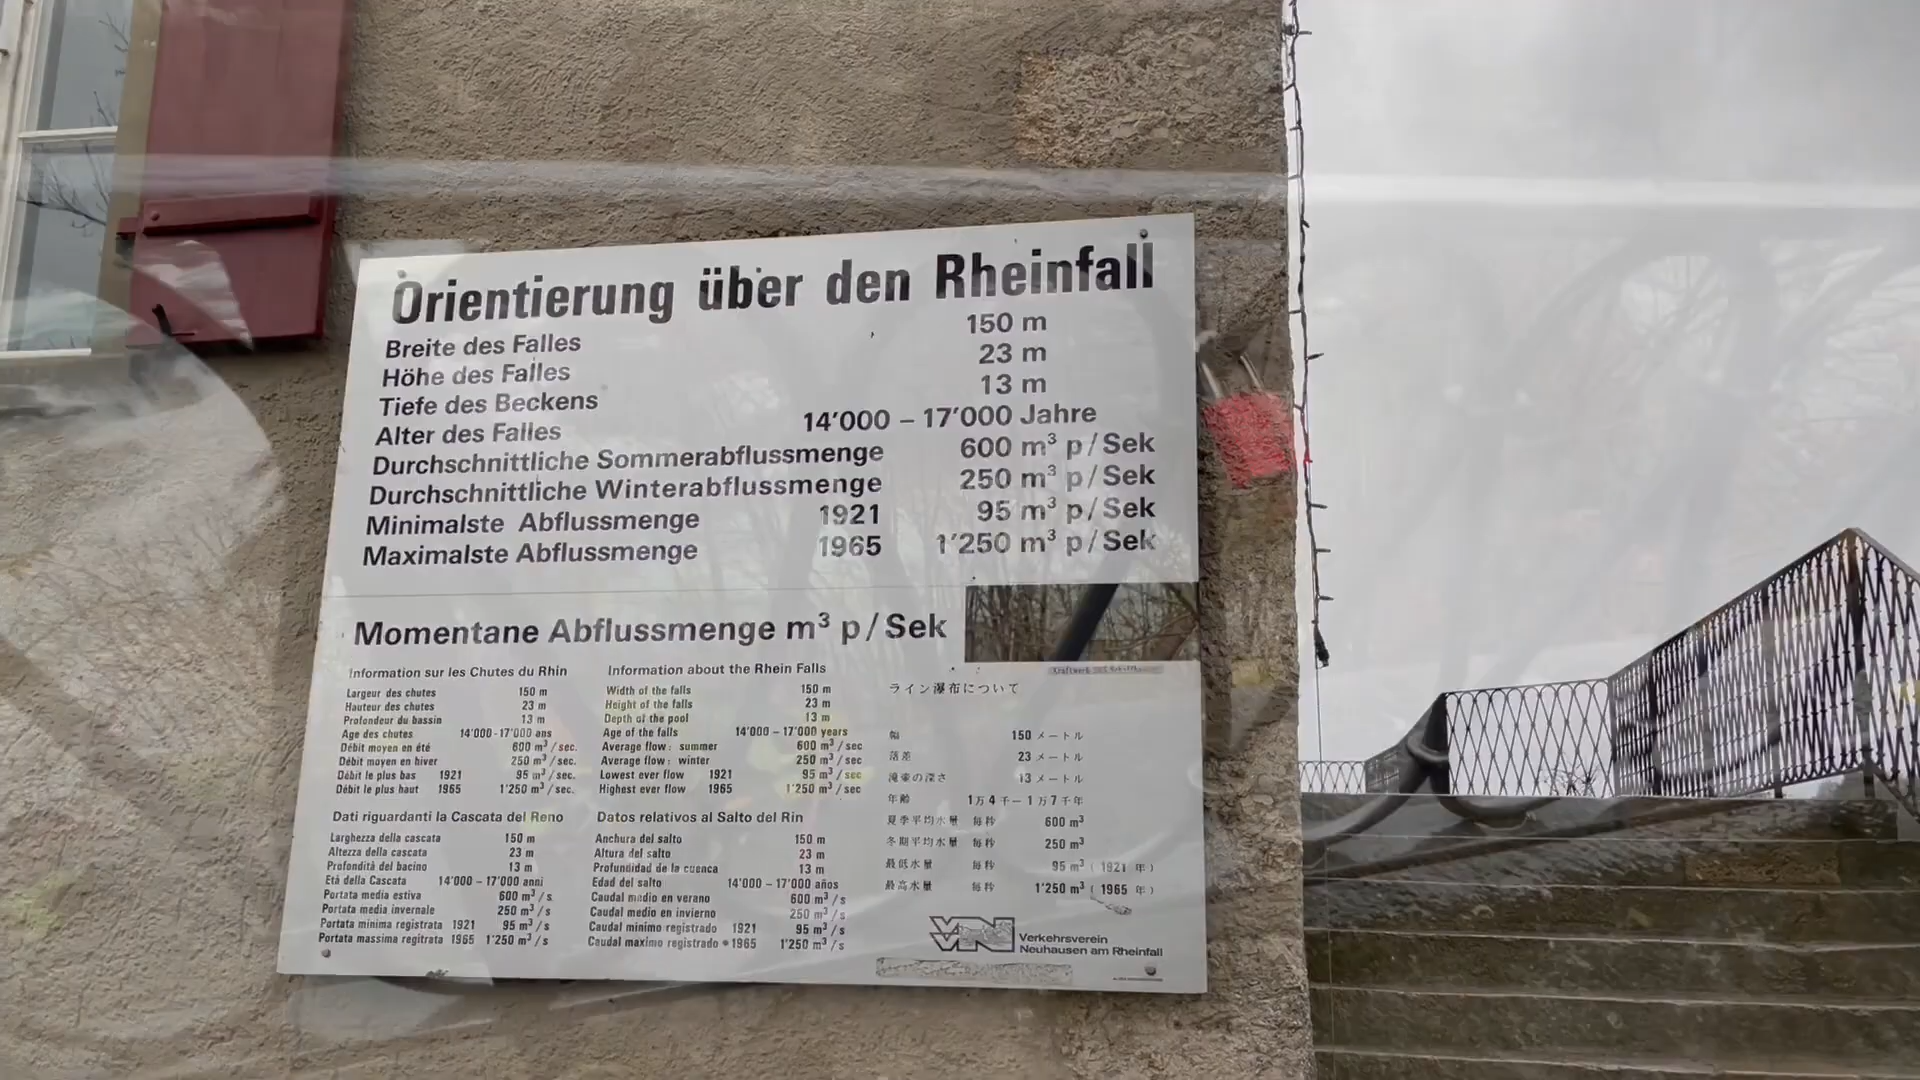 Orientierung über den Rheinfall
Breite des Falles 150 m
Höhe des Falles 23 m
Tiefe des Beckens 13 m
Alter des Falles 14'000 – 17'000 Jahre
Durchschnittliche Sommerabflussmenge 600 m³ p/Sek
Durchschnittliche Winterabflussmenge 250 m³ p/Sek
Minimalste Abflussmenge 1921 95 m³ p/Sek
Maximalste Abflussmenge 1965 1'250 m³ p/Sek
Momentane Abflussmenge m³ p/Sek
Information sur les Chutes du Rhin
Largeur des chutes 150 m
Hauteur des chutes 23 m
Profondeur du bassin 13 m
Age des chutes 14'000-17'000 ans
Débit moyen en été 600 m³/sec.
Débit moyen en hiver 250 m³/sec.
Débit le plus bas 1921 95 m³/sec.
Débit le plus haut 1965 1'250 m³/sec.
Information about the Rhein Falls
Width of the falls 150 m
Height of the falls 23 m
Depth of the pool 13 m
Age of the falls 14'000 – 17'000 years
Average flow: summer 600 m³/sec
Average flow: winter 250 m³/sec
Lowest ever flow 1921 95 m³/sec
Highest ever flow 1965 1'250 m³/sec
ライン瀑布について
幅 150 メートル
落差 23 メートル
滝壷の深さ 13 メートル
年齢 1万4千ー1万7千年
夏季平均水量 毎秒 600 m³
冬期平均水量 毎秒 250 m³
最低水量 毎秒 95 m³ (1921 年)
最高水量 毎秒 1'250 m³ (1965 年)
Dati riguardanti la Cascata del Reno
Larghezza della cascata 150 m
Altezza della cascata 23 m
Profondità del bacino 13 m
Età della Cascata 14'000 – 17'000 anni
Portata media estiva 600 m³/s
Portata media invernale 250 m³/s
Portata minima registrata 1921 95 m³/s
Portata massima regitrata 1965 1'250 m³/s
Datos relativos al Salto del Rin
Anchura del salto 150 m
Altura del salto 23 m
Profundidad de la cuenca 13 m
Edad del salto 14'000 – 17'000 años
Caudal medio en verano 600 m³/s
Caudal medio en invierno 250 m³/s
Caudal minimo registrado 1921 95 m³/s
Caudal maximo registrado 1965 1'250 m³/s
VVN
Verkehrsverein
Neuhausen am Rheinfall